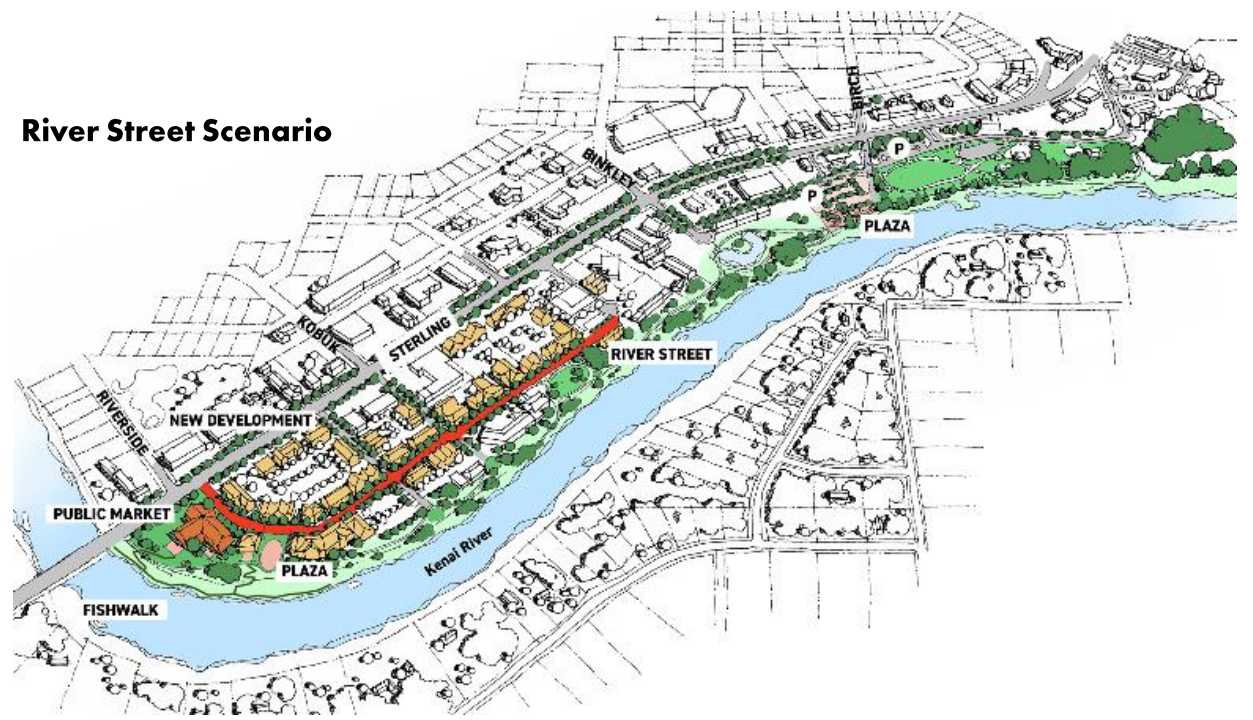 River Street Scenario
BIRCH
P
BINKLEY
P
PLAZA
KOBUK
STERLING
RIVER STREET
RIVERSIDE
NEW DEVELOPMENT
PUBLIC MARKET
Kenai River
PLAZA
FISHWALK